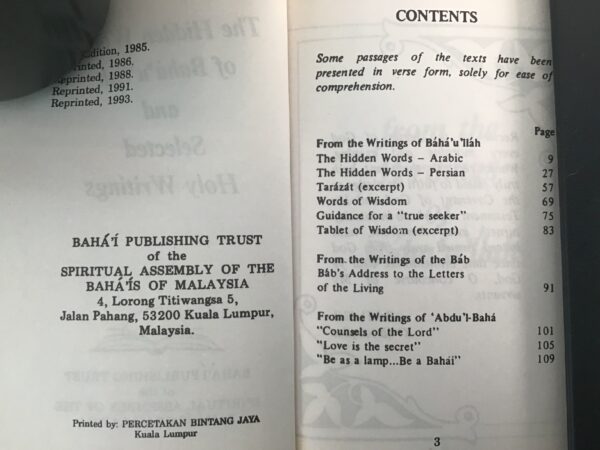 Edition, 1985.
Reprinted, 1986.
Reprinted, 1988.
Reprinted, 1991.
Reprinted, 1993.
BAHÁ'Í PUBLISHING TRUST
of the
SPIRITUAL ASSEMBLY OF THE
BAHÁ'ÍS OF MALAYSIA
4, Lorong Titiwangsa 5,
Jalan Pahang, 53200 Kuala Lumpur,
Malaysia.
Printed by: PERCETAKAN BINTANG JAYA
Kuala Lumpur
CONTENTS
Some passages of the texts have been
presented in verse form, solely for ease of
comprehension.
Page
From the Writings of Báhá'u'lláh
The Hidden Words – Arabic 9
The Hidden Words – Persian 27
Tarázát (excerpt) 57
Words of Wisdom 69
Guidance for a "true seeker" 75
Tablet of Wisdom (excerpt) 83
From the Writings of the Báb
Báb's Address to the Letters
of the Living 91
From the Writings of 'Abdu'l-Bahá
"Counsels of the Lord" 101
"Love is the secret" 105
"Be as a lamp...Be a Bahái" 109
3